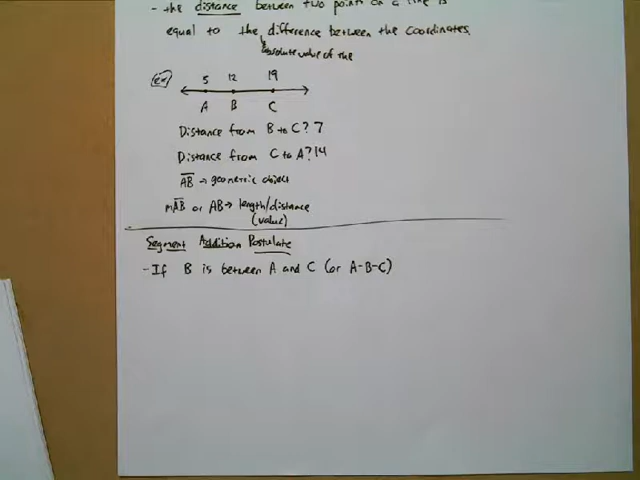 - the distance between two points on a line is
equal to the difference between the coordinates.
absolute value of the
(ex)
5 12 19
A B C
Distance from B to C? 7
Distance from C to A? 14
A̅B̅ → geometric object
mA̅B̅ or AB → length/distance
(value)
Segment Addition Postulate
- If B is between A and C (or A-B-C)